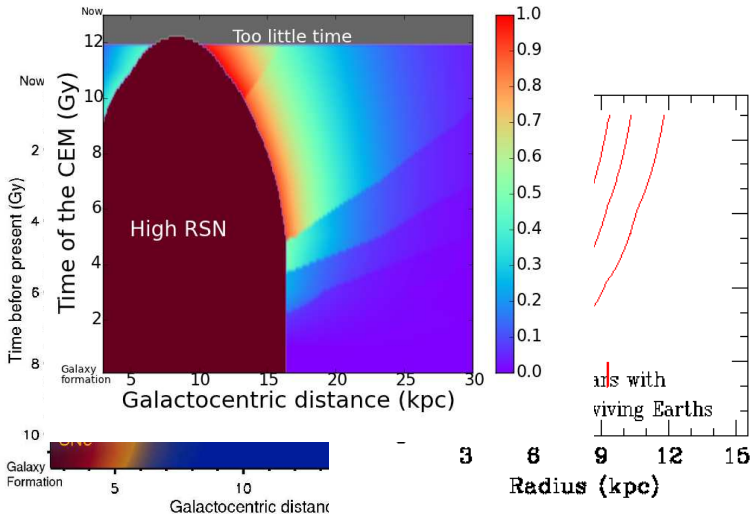 Now
Too little time
12
10
8
6
4
2
Time of the CEM (Gy)
High RSN
Galaxy
formation
5 10 15 20 25 30
Galactocentric distance (kpc)
1.0
0.9
0.8
0.7
0.6
0.5
0.4
0.3
0.2
0.1
0.0
Now
2
4
6
8
10
Time before present (Gy)
Galaxy
Formation
5 10
Galactocentric distanc
ars with
viving Earths
3 6 9 12 15
Radius (kpc)